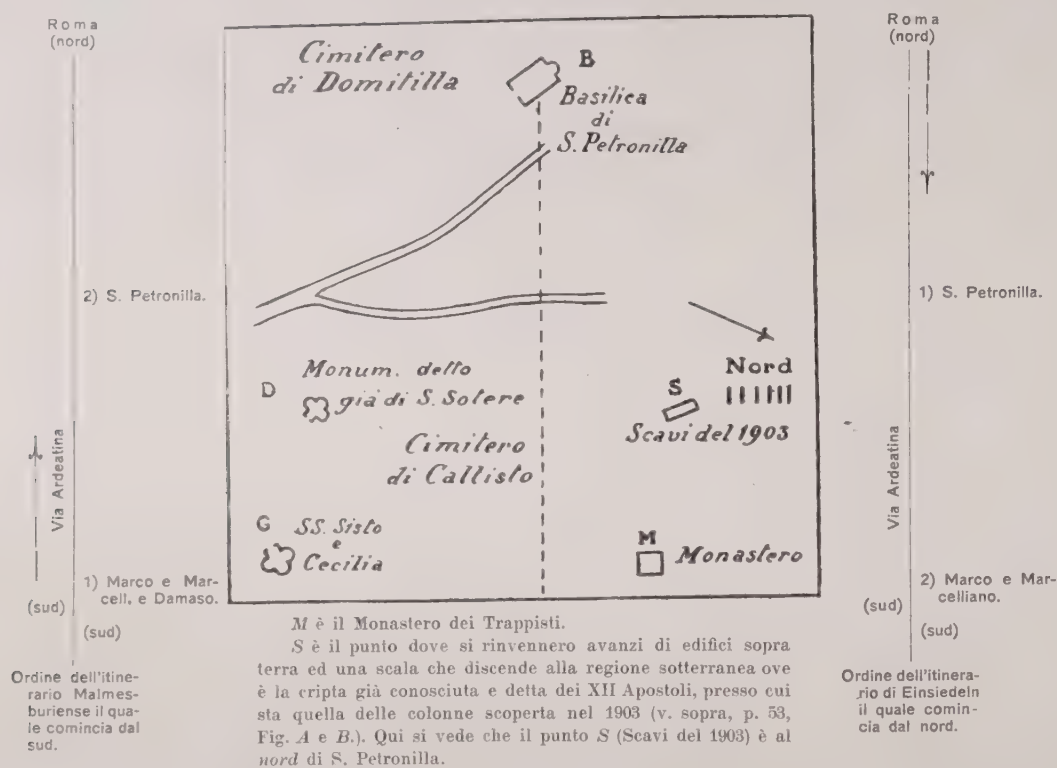 Roma
(nord)
Via Ardeatina
2) S. Petronilla.
1) Marco e Mar-
cell. e Damaso.
(sud)
(sud)
Ordine dell'itine-
rario Malmes-
buriense il qua-
le comincia dal
sud.
Cimitero
di Domitilla
B
Basilica
di
S. Petronilla
Nord
D
Monum. detto
già di S. Sotere
S
Scavi del 1903
Cimitero
di Callisto
G
SS. Sisto
e
Cecilia
M
Monastero
M è il Monastero dei Trappisti.
S è il punto dove si rinvennero avanzi di edifici sopra
terra ed una scala che discende alla regione sotterranea ove
è la cripta già conosciuta e detta dei XII Apostoli, presso cui
sta quella delle colonne scoperta nel 1903 (v. sopra, p. 53,
Fig. A e B.). Qui si vede che il punto S (Scavi del 1903) è al
nord di S. Petronilla.
Roma
(nord)
1) S. Petronilla.
Via Ardeatina
2) Marco e Mar-
celliano.
(sud)
(sud)
Ordine dell'itinera-
rio di Einsiedeln
il quale comin-
cia dal nord.